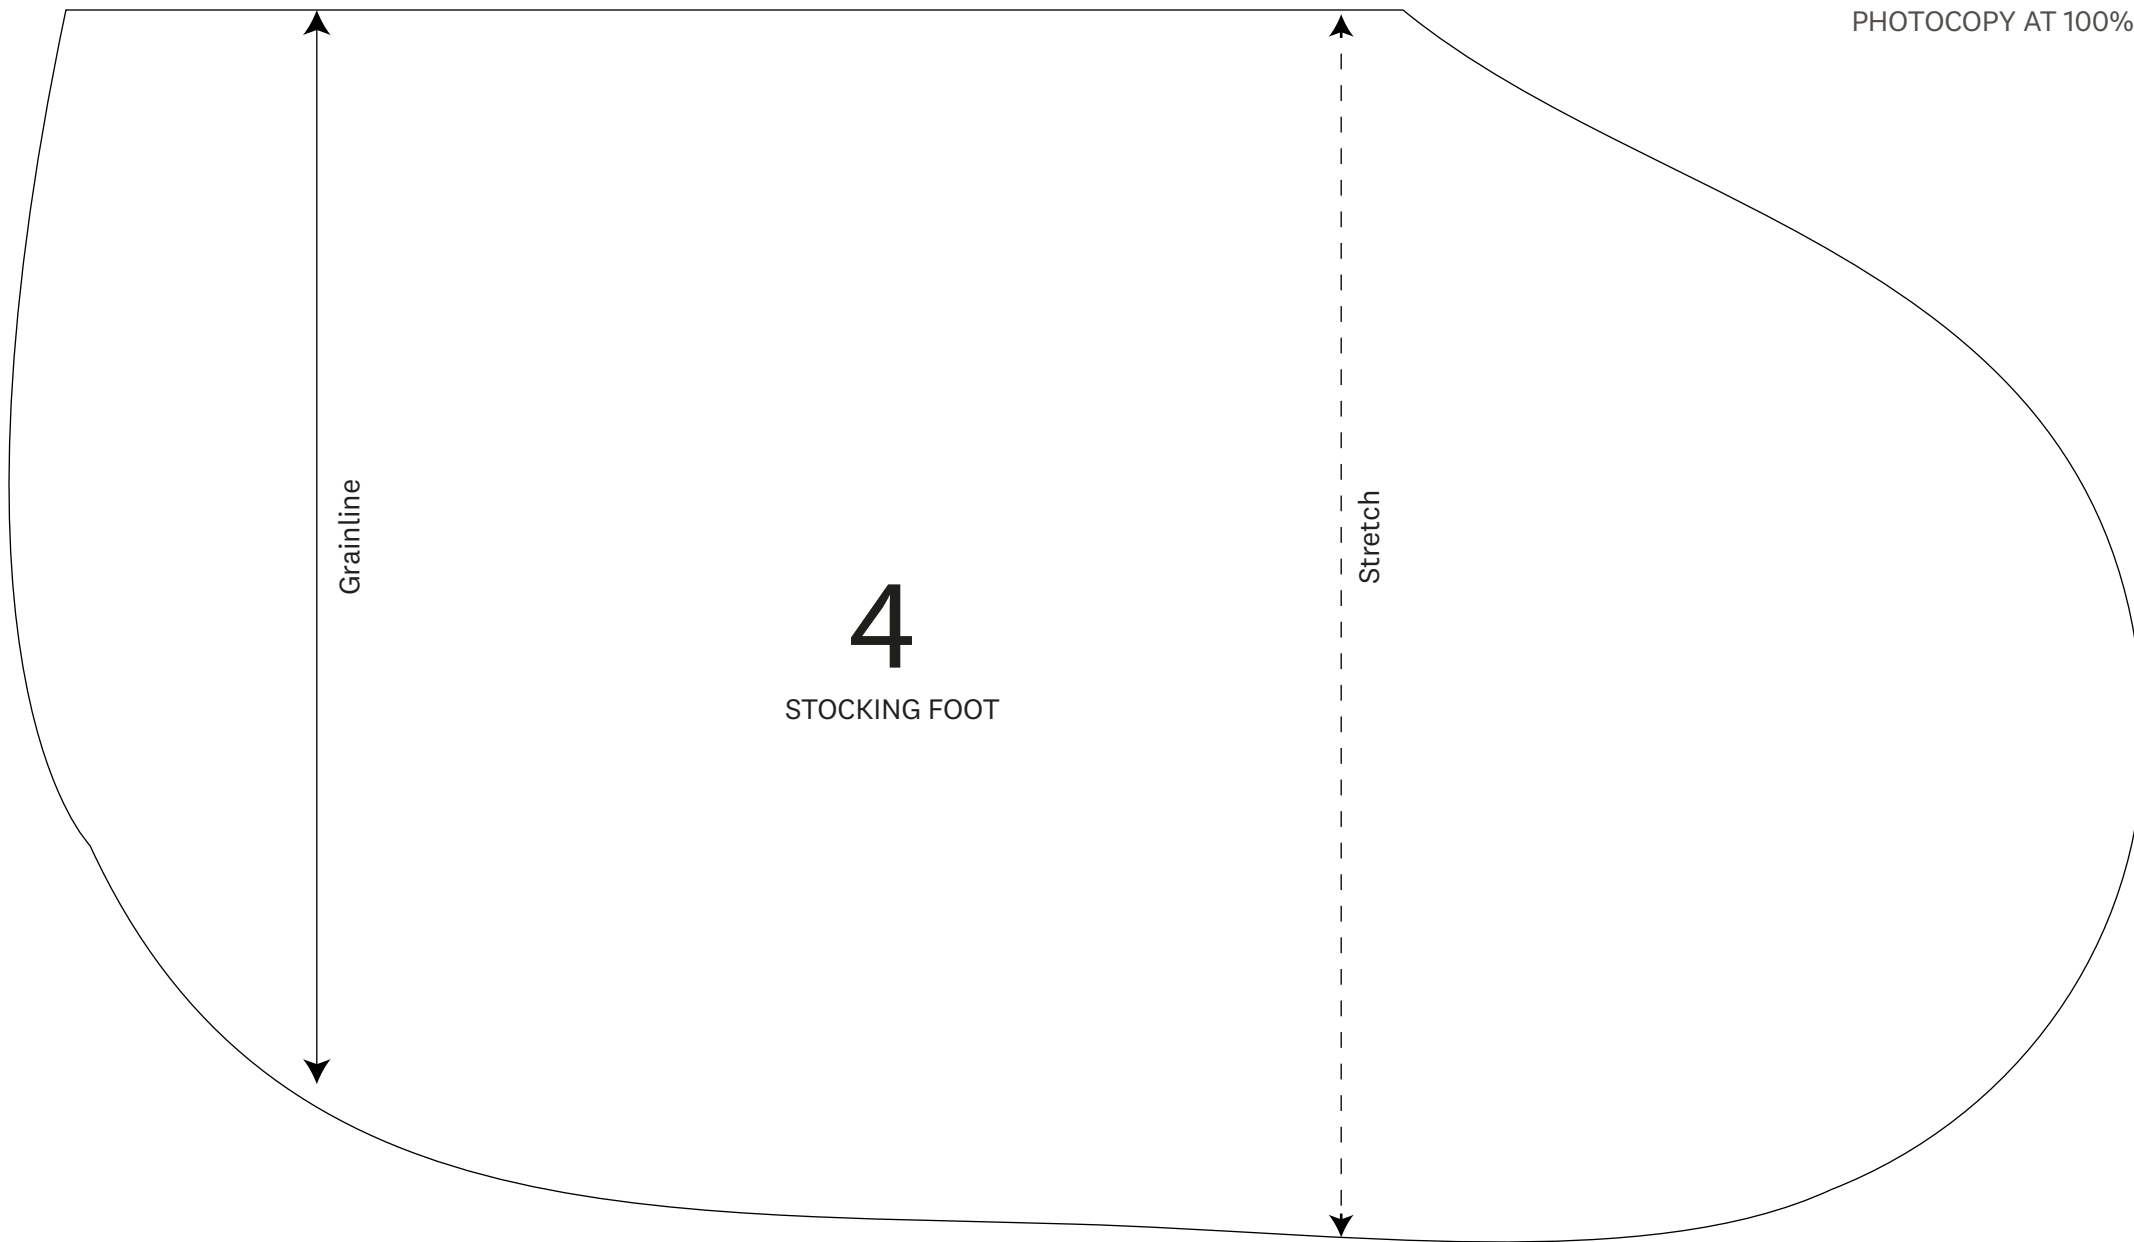 PHOTOCOPY AT 100%
Grainline
Stretch
4
STOCKING FOOT